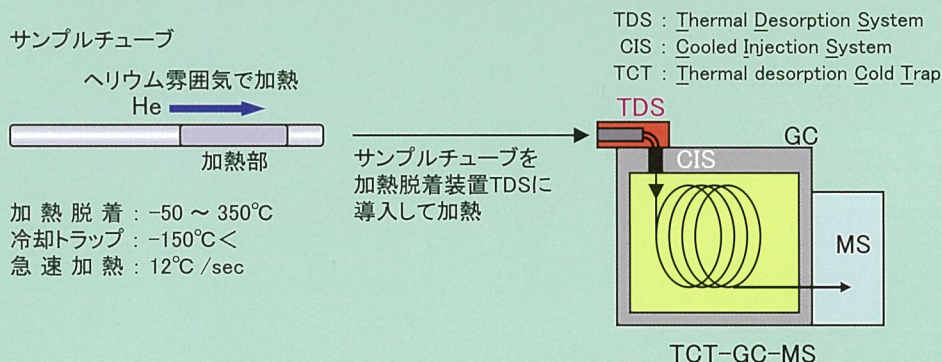 サンプルチューブ
ヘリウム雰囲気で加熱
He
加熱部
加 熱 脱 着 : -50 ～ 350℃
冷却トラップ : -150℃<
急 速 加 熱 : 12℃ /sec
サンプルチューブを
加熱脱着装置TDSに
導入して加熱
TDS : Thermal Desorption System
CIS : Cooled Injection System
TCT : Thermal desorption Cold Trap
TDS
GC
CIS
MS
TCT-GC-MS